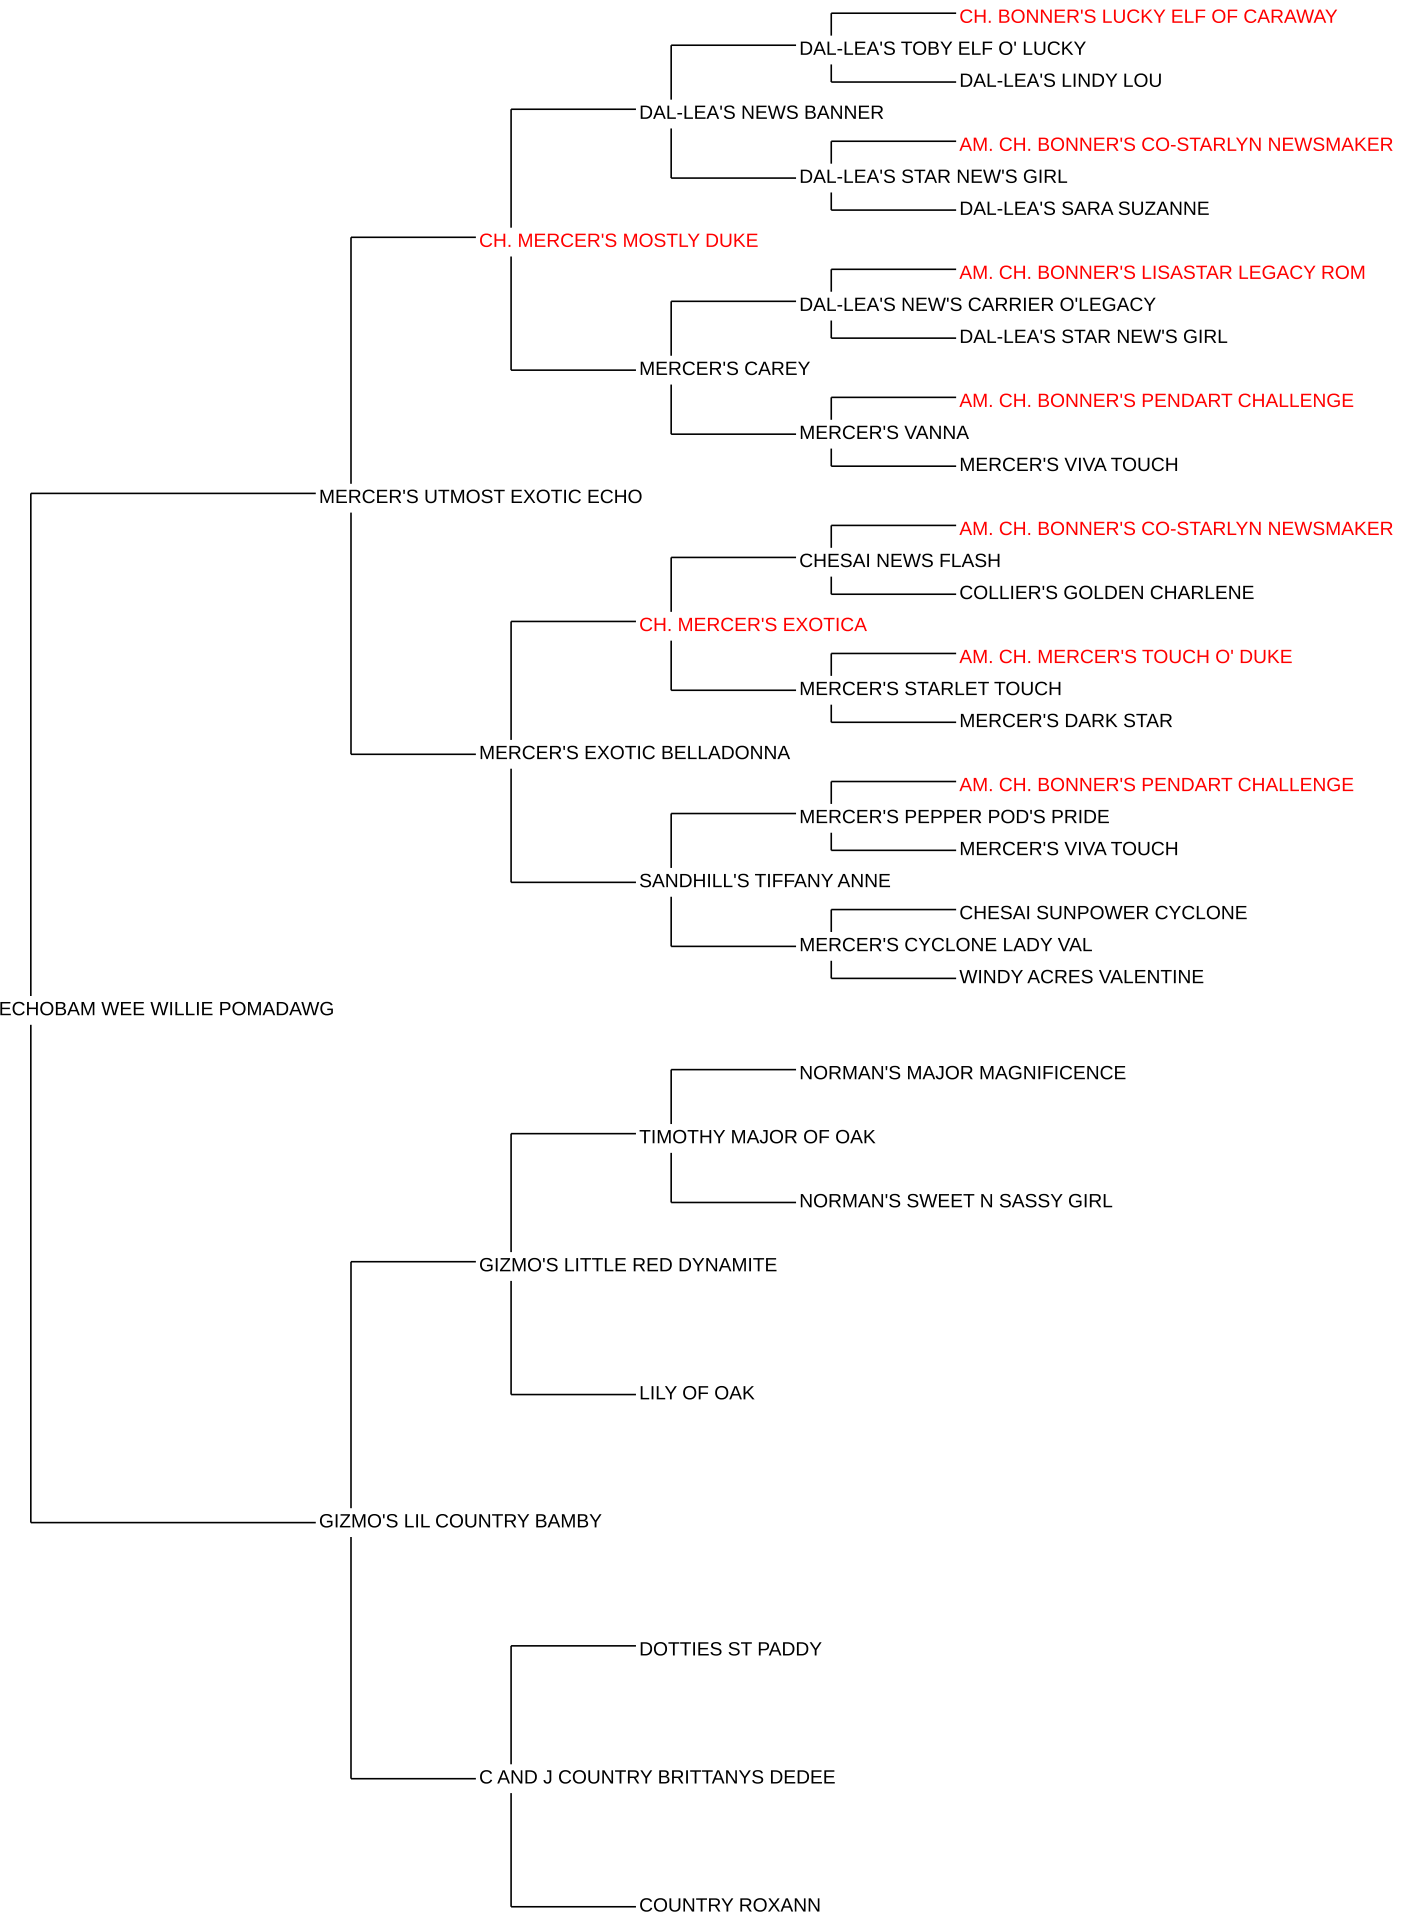 CH. BONNER'S LUCKY ELF OF CARAWAY
DAL-LEA'S TOBY ELF O' LUCKY
DAL-LEA'S LINDY LOU
DAL-LEA'S NEWS BANNER
AM. CH. BONNER'S CO-STARLYN NEWSMAKER
DAL-LEA'S STAR NEW'S GIRL
DAL-LEA'S SARA SUZANNE
CH. MERCER'S MOSTLY DUKE
AM. CH. BONNER'S LISASTAR LEGACY ROM
DAL-LEA'S NEW'S CARRIER O'LEGACY
DAL-LEA'S STAR NEW'S GIRL
MERCER'S CAREY
AM. CH. BONNER'S PENDART CHALLENGE
MERCER'S VANNA
MERCER'S VIVA TOUCH
MERCER'S UTMOST EXOTIC ECHO
AM. CH. BONNER'S CO-STARLYN NEWSMAKER
CHESAI NEWS FLASH
COLLIER'S GOLDEN CHARLENE
CH. MERCER'S EXOTICA
AM. CH. MERCER'S TOUCH O' DUKE
MERCER'S STARLET TOUCH
MERCER'S DARK STAR
MERCER'S EXOTIC BELLADONNA
AM. CH. BONNER'S PENDART CHALLENGE
MERCER'S PEPPER POD'S PRIDE
MERCER'S VIVA TOUCH
SANDHILL'S TIFFANY ANNE
CHESAI SUNPOWER CYCLONE
MERCER'S CYCLONE LADY VAL
WINDY ACRES VALENTINE
ECHOBAM WEE WILLIE POMADAWG
NORMAN'S MAJOR MAGNIFICENCE
TIMOTHY MAJOR OF OAK
NORMAN'S SWEET N SASSY GIRL
GIZMO'S LITTLE RED DYNAMITE
LILY OF OAK
GIZMO'S LIL COUNTRY BAMBY
DOTTIES ST PADDY
C AND J COUNTRY BRITTANYS DEDEE
COUNTRY ROXANN